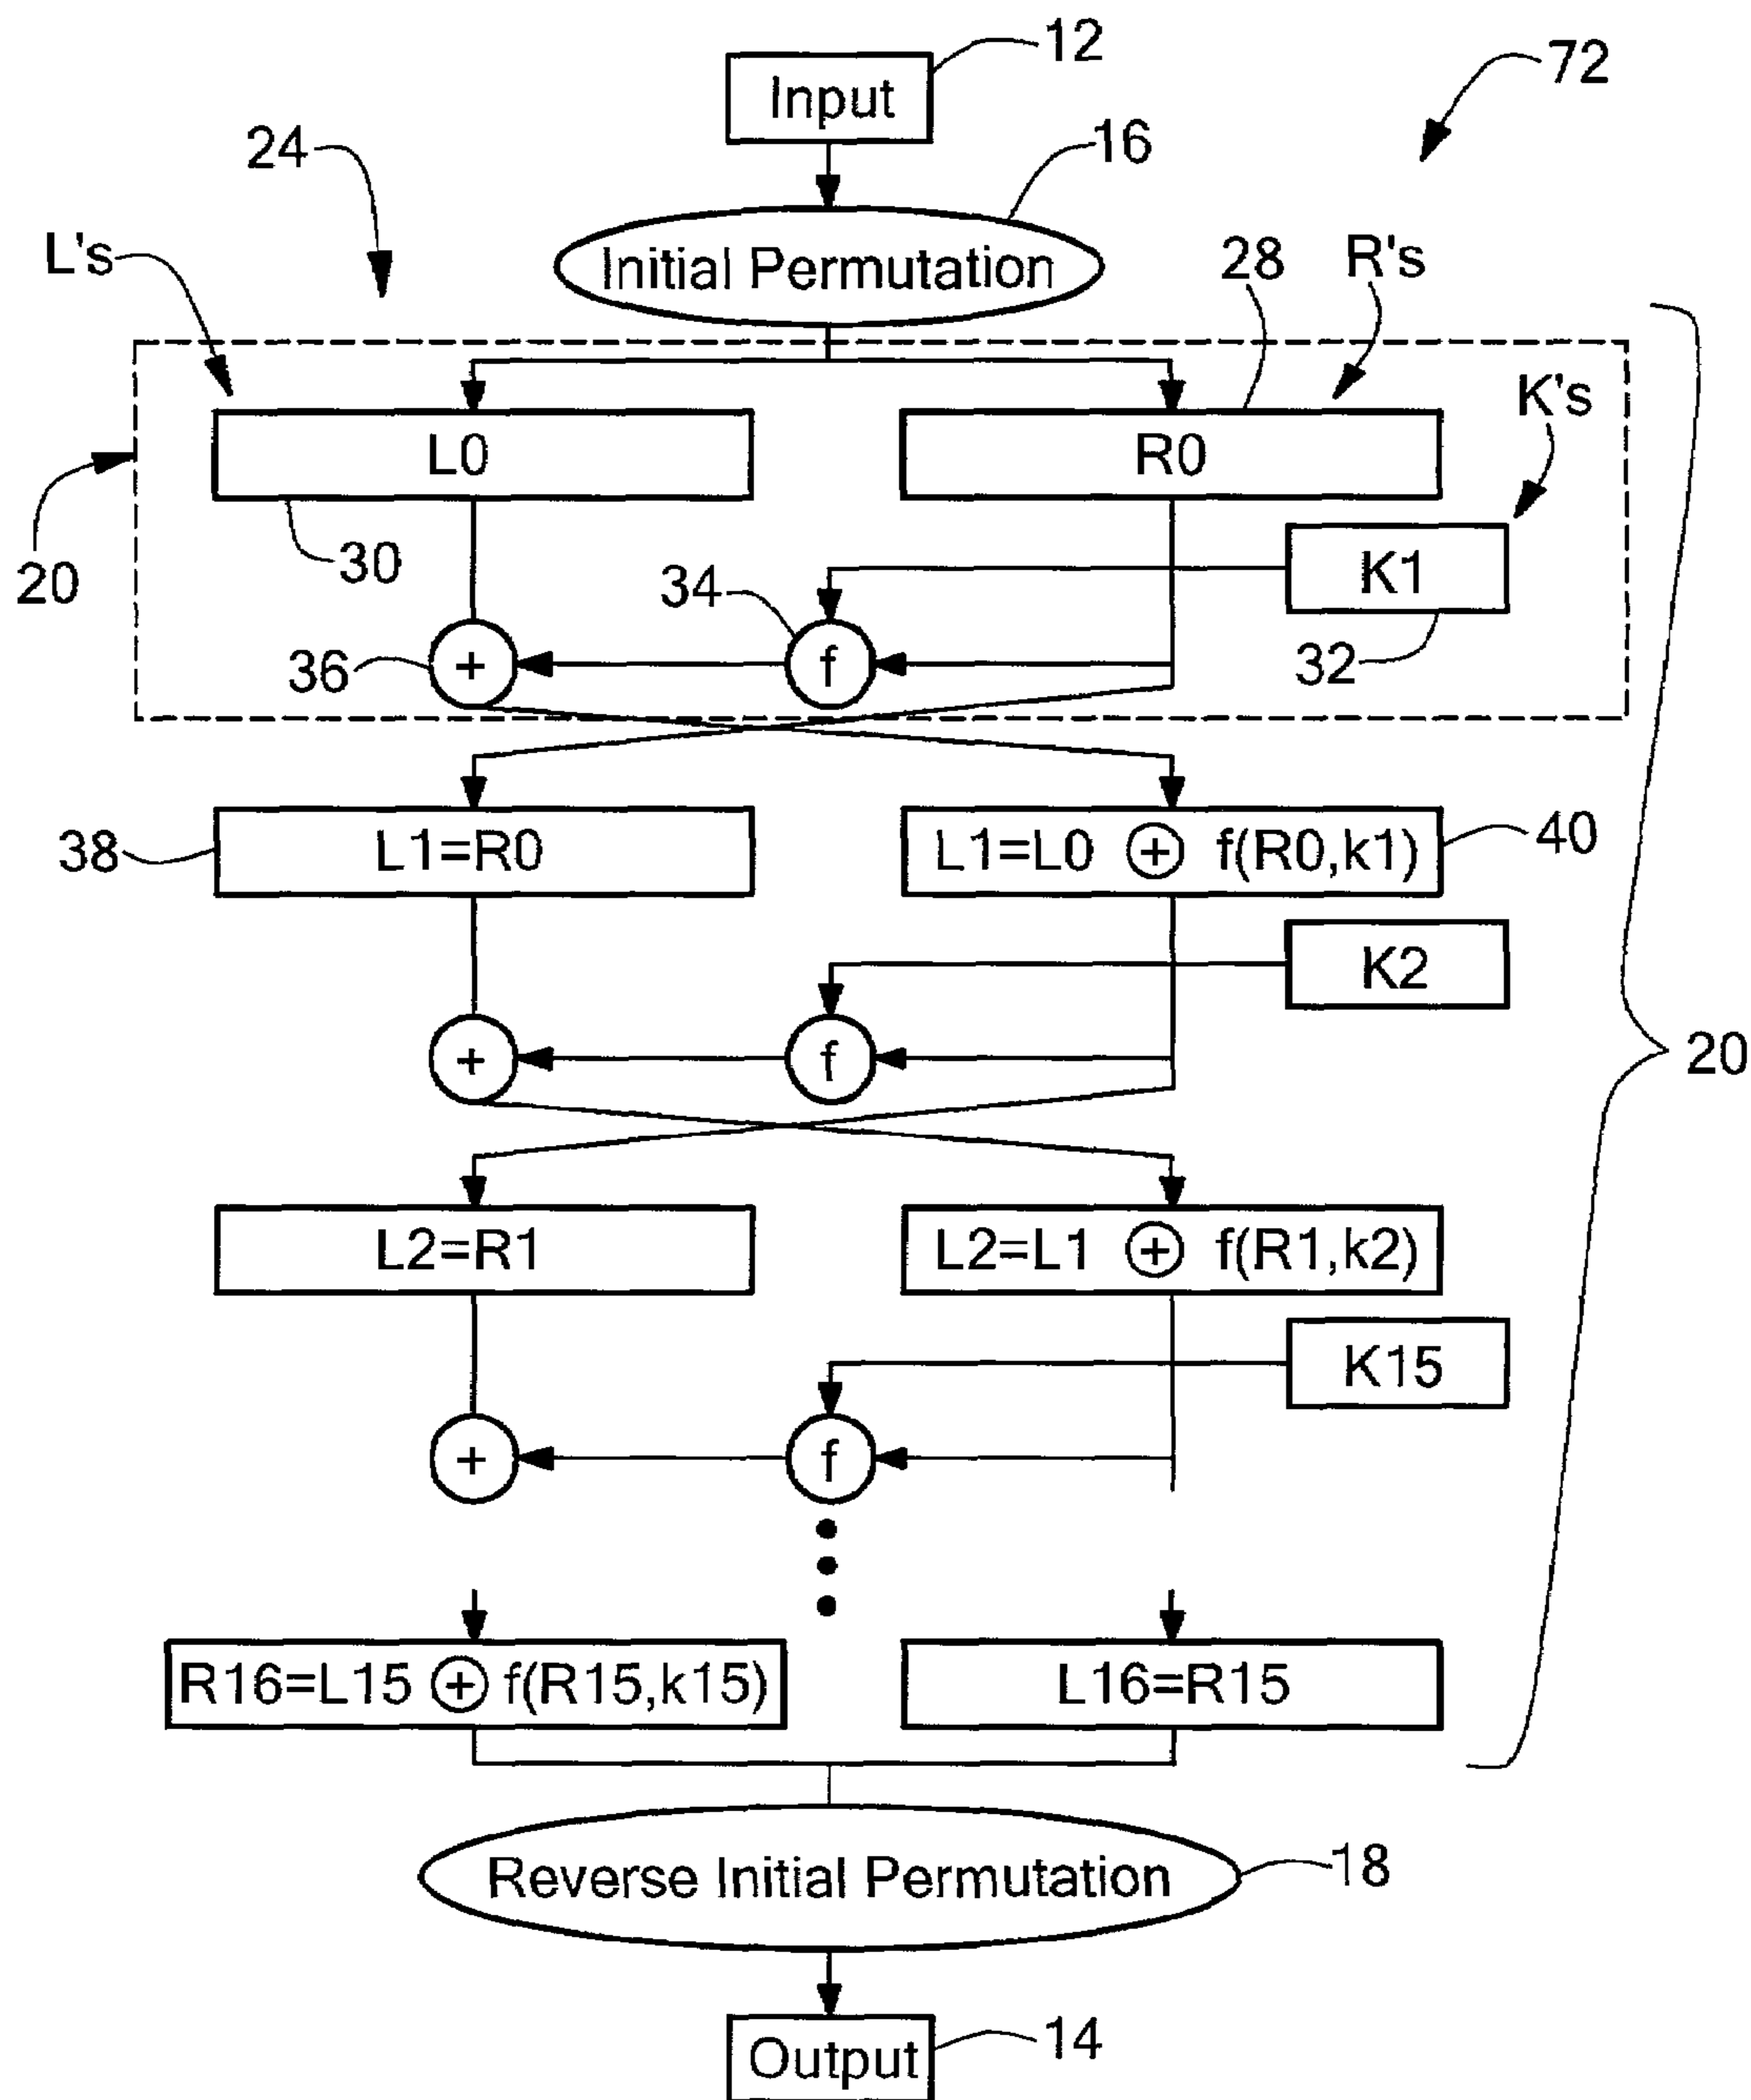 12
Input
72
24
16
Initial Permutation
L's
28
R's
K's
L0
R0
20
30
34
K1
36
+
f
32
38
L1=R0
L1=L0 ⊕ f(R0,k1)
40
K2
+
f
20
L2=R1
L2=L1 ⊕ f(R1,k2)
K15
+
f
R16=L15 ⊕ f(R15,k15)
L16=R15
Reverse Initial Permutation
18
Output
14